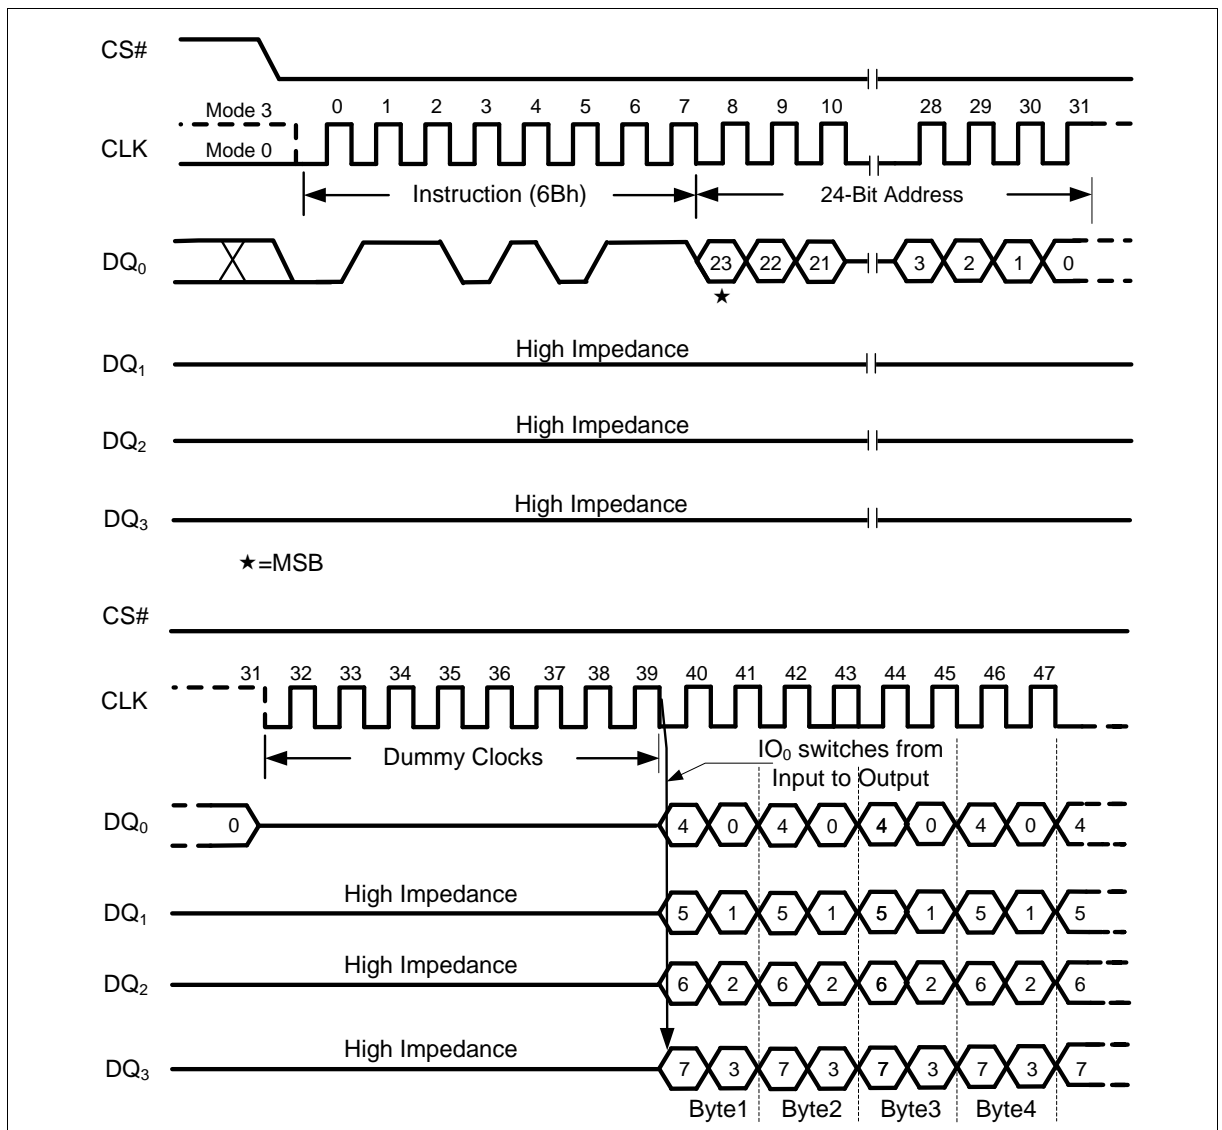 CS#
Mode 3 0 1 2 3 4 5 6 7 8 9 10 28 29 30 31
CLK Mode 0
Instruction (6Bh) 24-Bit Address
DQ0 23 22 21 3 2 1 0
★
High Impedance
DQ1
High Impedance
DQ2
High Impedance
DQ3
★=MSB
CS#
31 32 33 34 35 36 37 38 39 40 41 42 43 44 45 46 47
CLK
Dummy Clocks IO0 switches from
Input to Output
DQ0 0 4 0 4 0 4 0 4 0 4
High Impedance
DQ1 5 1 5 1 5 1 5 1 5
High Impedance
DQ2 6 2 6 2 6 2 6 2 6
High Impedance
DQ3 7 3 7 3 7 3 7 3 7
Byte1 Byte2 Byte3 Byte4